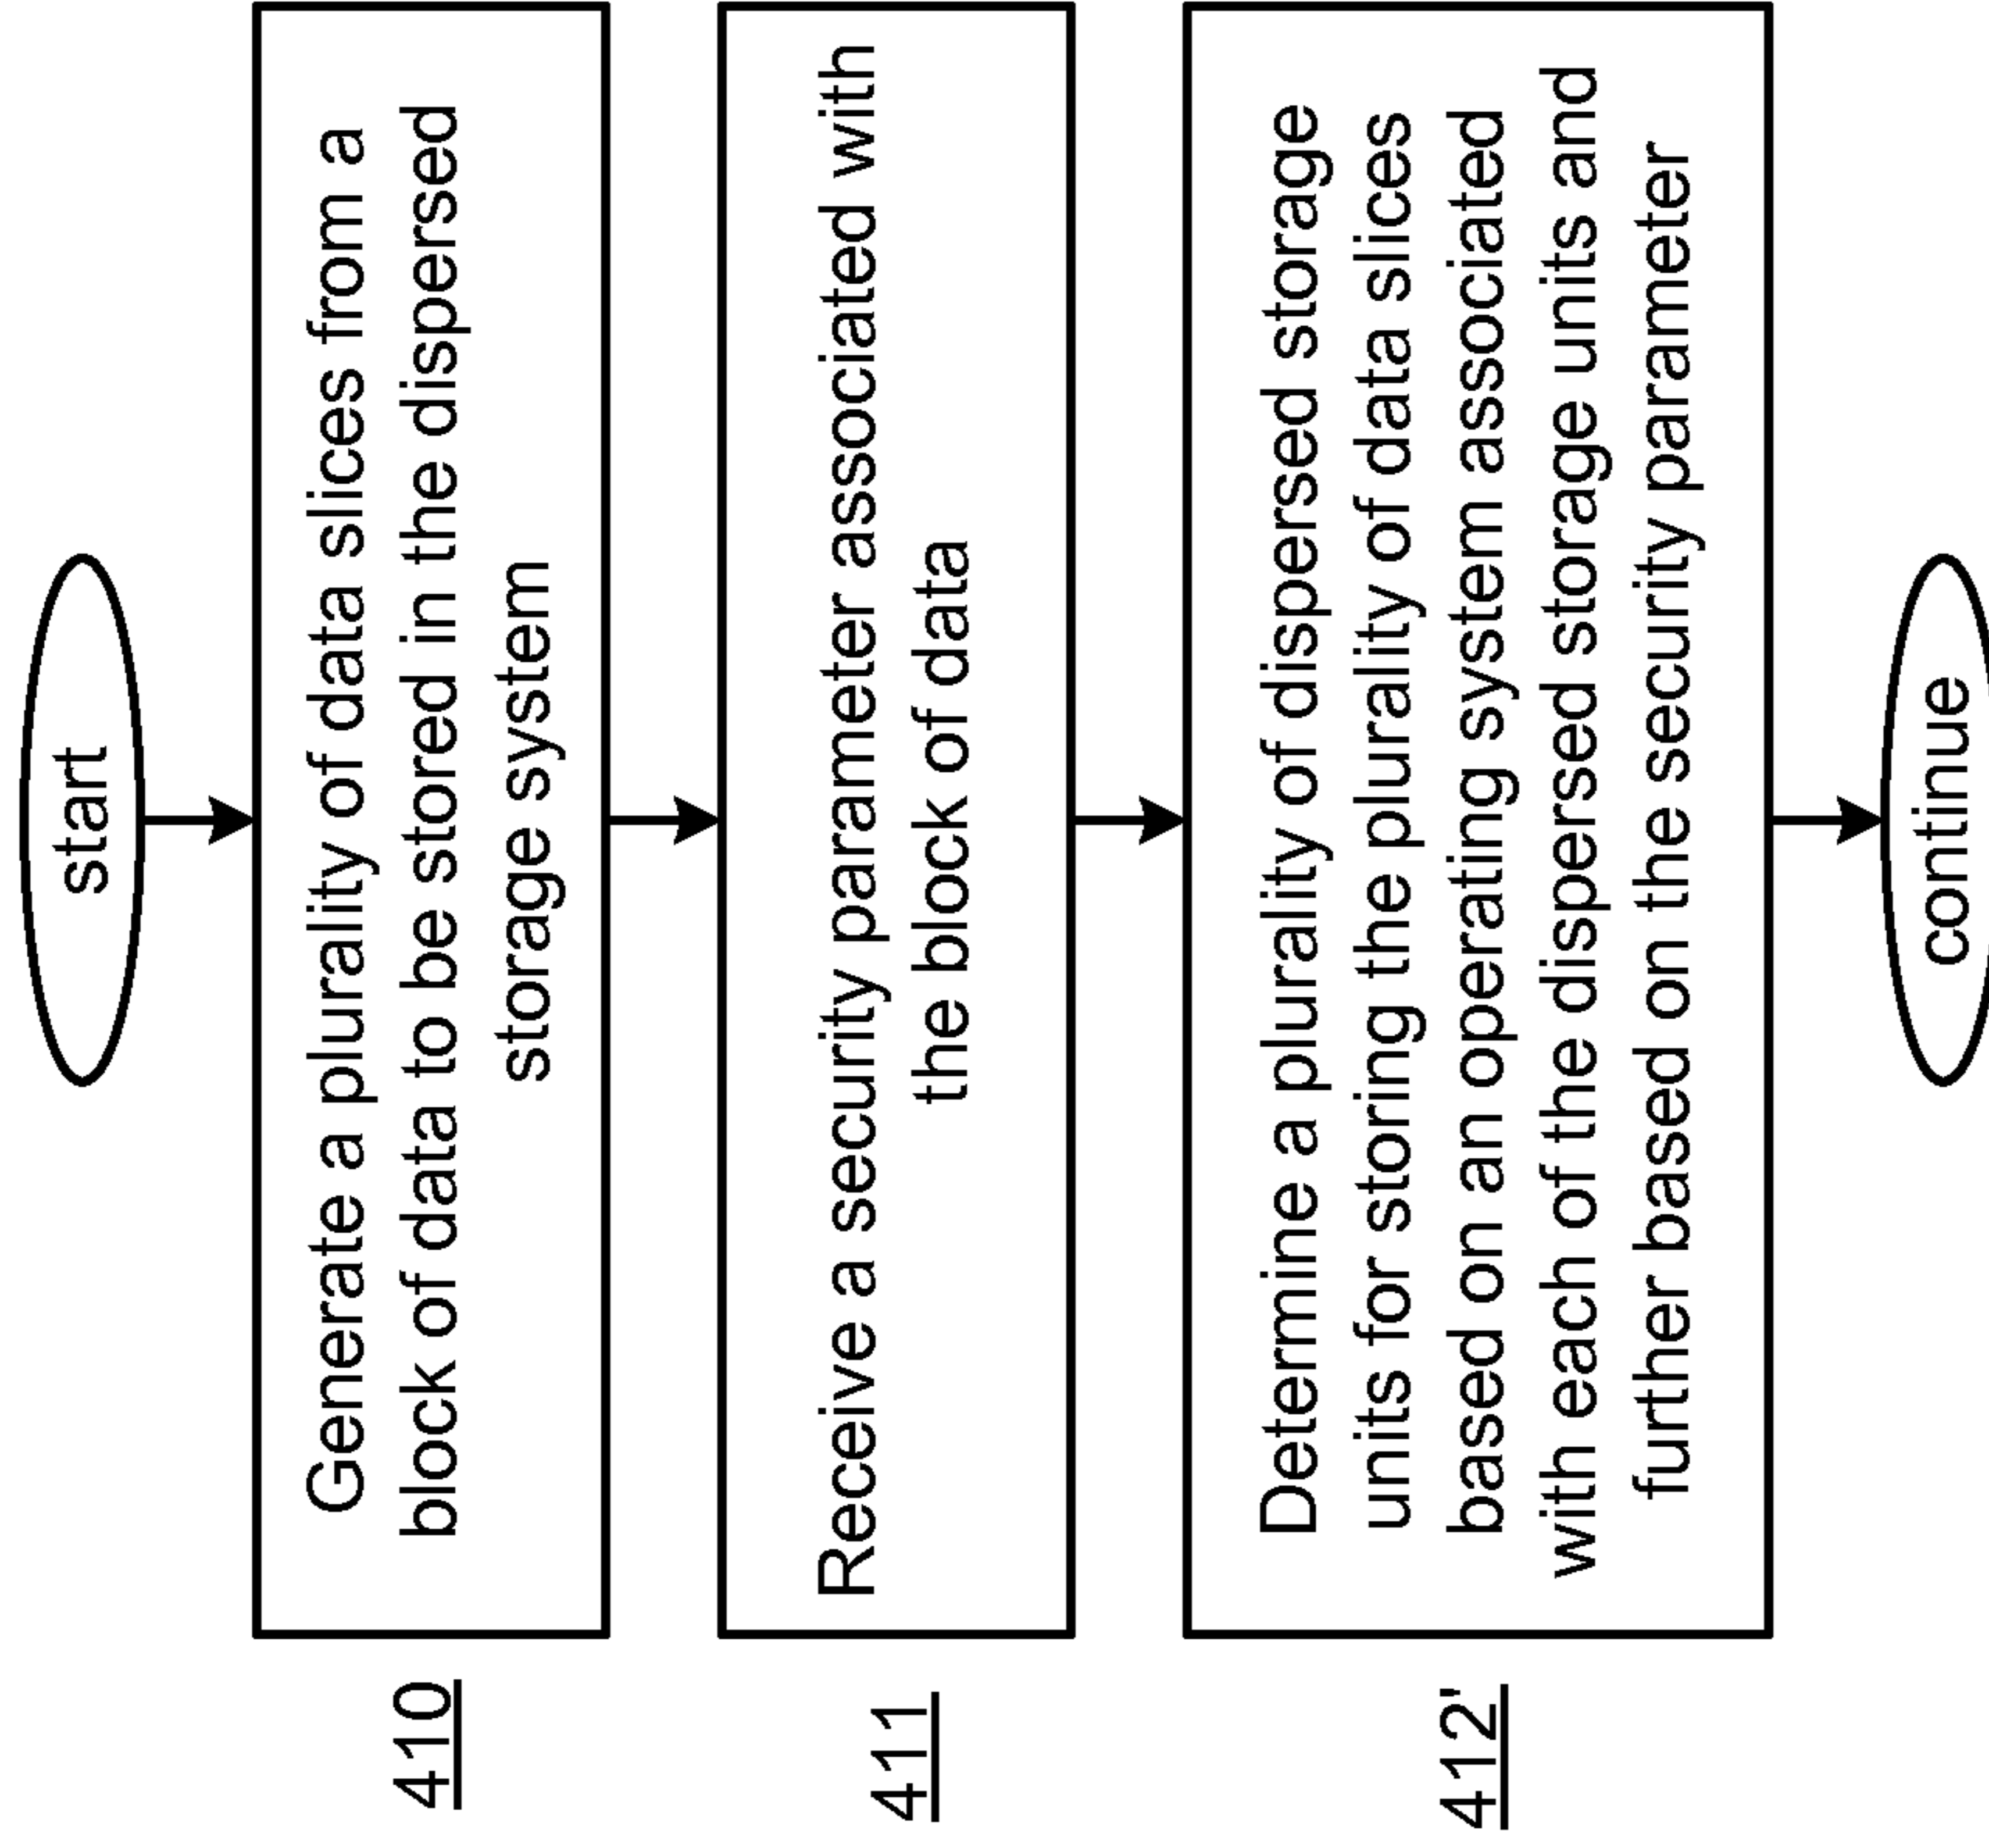 start
410
Generate a plurality of data slices from a
block of data to be stored in the dispersed
storage system
411
Receive a security parameter associated with
the block of data
412'
Determine a plurality of dispersed storage
units for storing the plurality of data slices
based on an operating system associated
with each of the dispersed storage units and
further based on the security parameter
continue